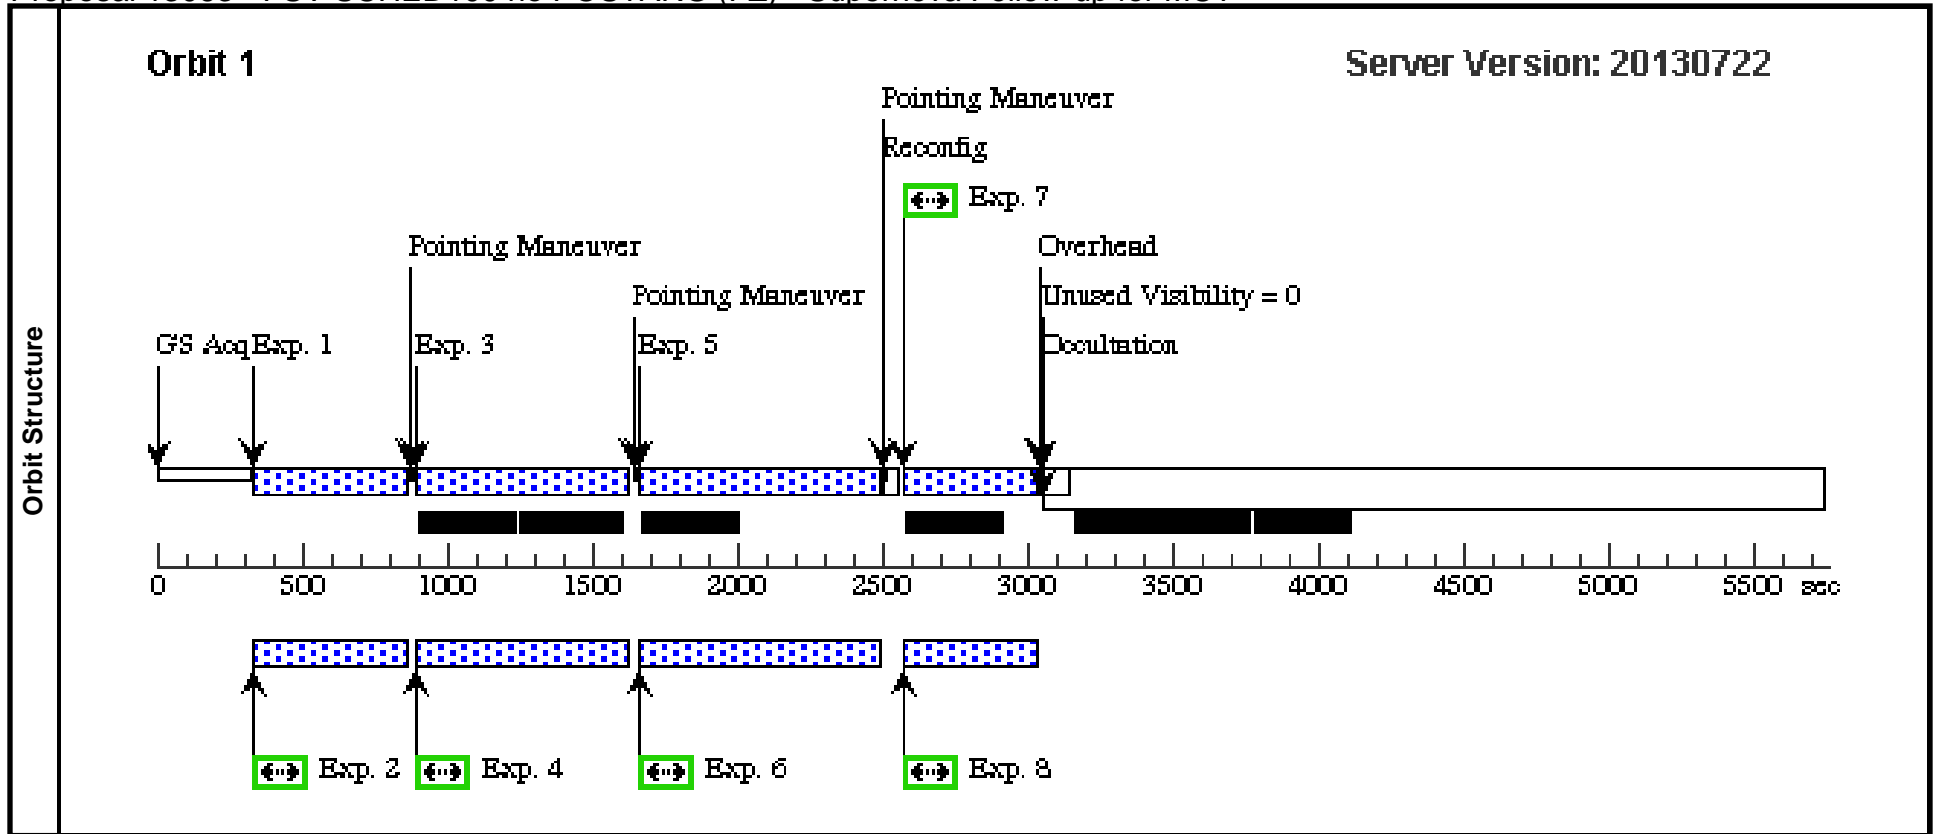 Orbit 1
Server Version: 20130722
Pointing Maneuver
Reconfig
Exp. 7
Pointing Maneuver
Overhead
Pointing Maneuver
Unused Visibility = 0
GS Acq
Exp. 1
Exp. 3
Exp. 5
Occultation
Orbit Structure
0 500 1000 1500 2000 2500 3000 3500 4000 4500 5000 5500 sec
Exp. 2
Exp. 4
Exp. 6
Exp. 8